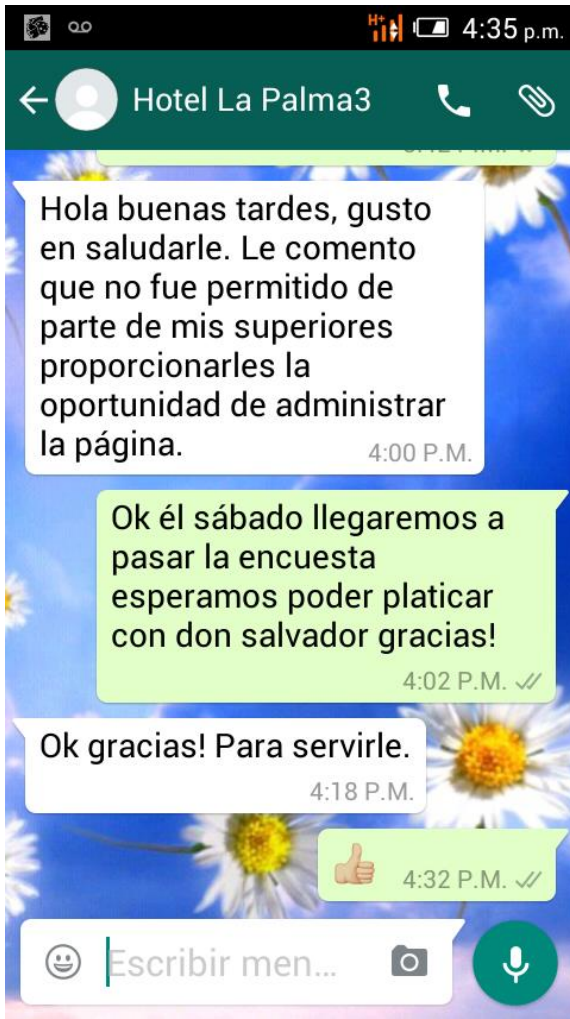 4:35 p.m.
Hotel La Palma3
Hola buenas tardes, gusto
en saludarle. Le comento
que no fue permitido de
parte de mis superiores
proporcionarles la
oportunidad de administrar
la página.
4:00 P.M.
Ok él sábado llegaremos a
pasar la encuesta
esperamos poder platicar
con don salvador gracias!
4:02 P.M.
Ok gracias! Para servirle.
4:18 P.M.
4:32 P.M.
Escribir men...